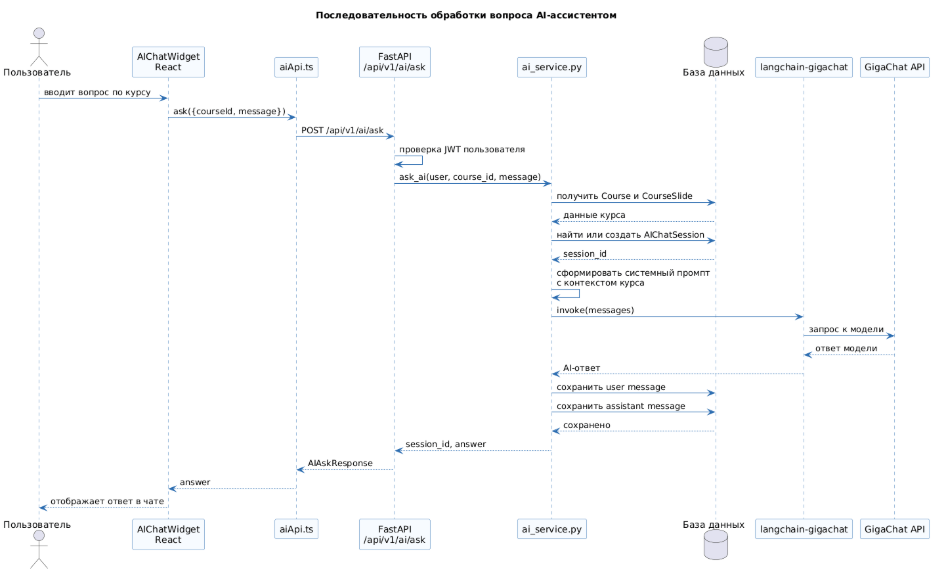 Последовательность обработки вопроса AI-ассистентом
Пользователь
AIChatWidget
React
aiApi.ts
FastAPI
/api/v1/ai/ask
ai_service.py
База данных
langchain-gigachat
GigaChat API
вводит вопрос по курсу
ask({courseId, message})
POST /api/v1/ai/ask
проверка JWT пользователя
ask_ai(user, course_id, message)
получить Course и CourseSlide
данные курса
найти или создать AIChatSession
session_id
сформировать системный промпт
с контекстом курса
invoke(messages)
запрос к модели
ответ модели
AI-ответ
сохранить user message
сохранить assistant message
сохранено
session_id, answer
AIAskResponse
answer
отображает ответ в чате
Пользователь
AIChatWidget
React
aiApi.ts
FastAPI
/api/v1/ai/ask
ai_service.py
База данных
langchain-gigachat
GigaChat API